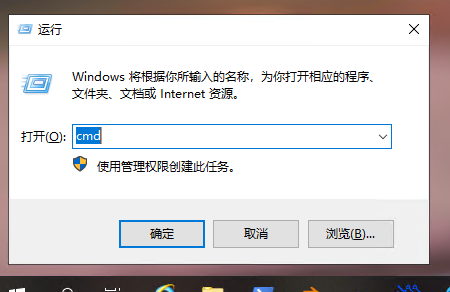 运行
Windows 将根据你所输入的名称，为你打开相应的程序、
文件夹、文档或 Internet 资源。
打开(O):
cmd
使用管理权限创建此任务。
确定
取消
浏览(B)...